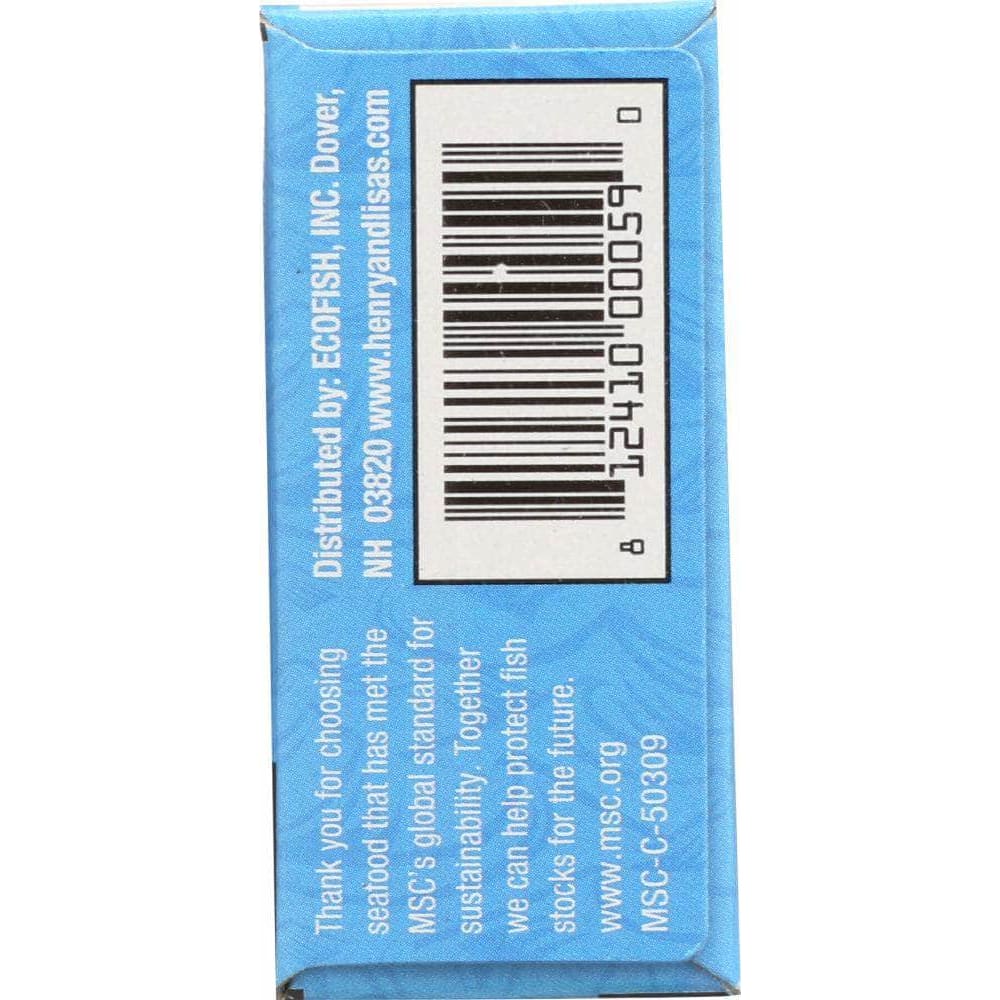 Thank you for choosing
seafood that has met the
MSC's global standard for
sustainability. Together
we can help protect fish
stocks for the future.
www.msc.org
MSC-C-50309
Distributed by: ECOFISH, INC. Dover,
NH 03820 www.henryandlisas.com
8 12410 00059 0